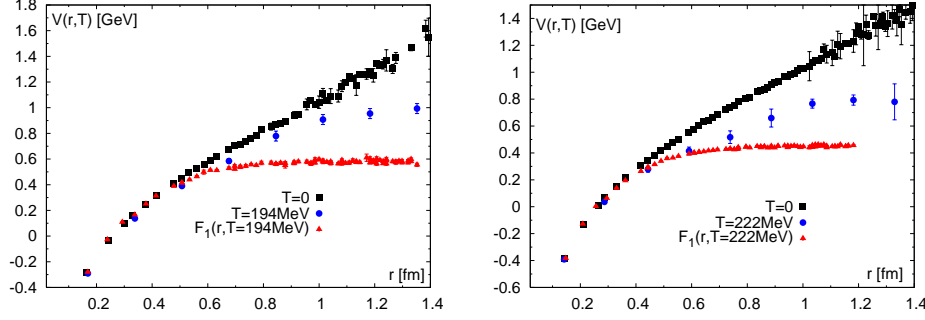 V(r,T) [GeV]
1.8
1.6
1.4
1.2
1
0.8
0.6
0.4
0.2
0
-0.2
-0.4
T=0
T=194MeV
F1(r,T=194MeV)
r [fm]
0.2 0.4 0.6 0.8 1 1.2 1.4
V(r,T) [GeV]
1.4
1.2
1
0.8
0.6
0.4
0.2
0
-0.2
-0.4
-0.6
T=0
T=222MeV
F1(r,T=222MeV)
r [fm]
0.2 0.4 0.6 0.8 1 1.2 1.4